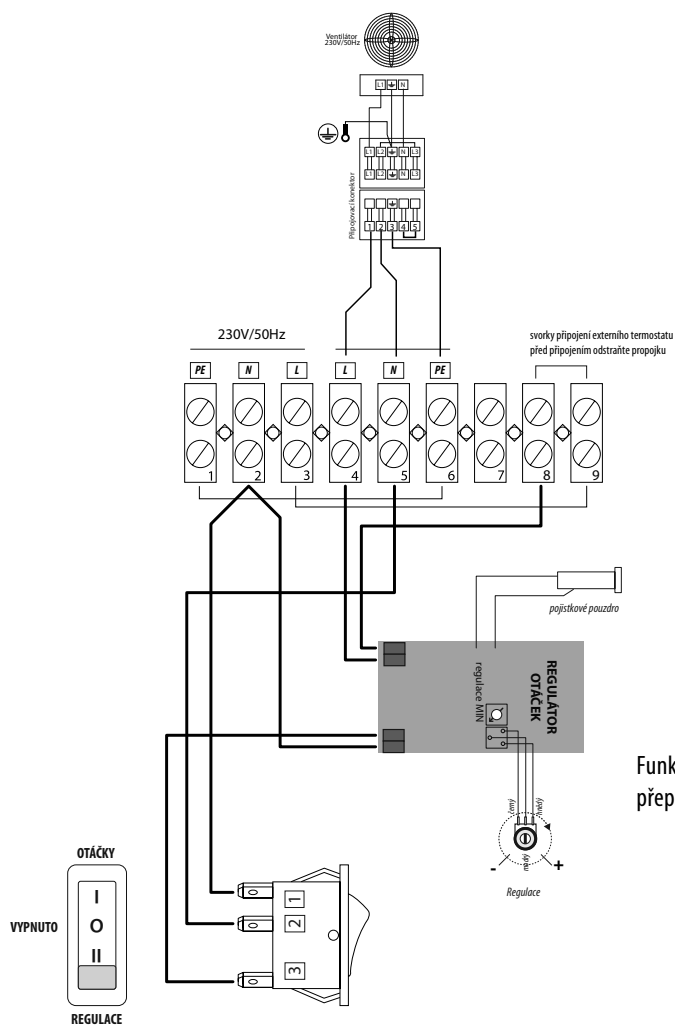 Ventilátor
230V/50Hz
L1 N
Připojovací konektor
L1 L2 N L3
L1 L2 N L3
1 2 3 4 5
230V/50Hz
svorky připojení externího termostatu
před připojením odstraňte propojku
PE N L L N PE
1 2 3 4 5 6 7 8 9
pojistkové pouzdro
REGULÁTOR
OTÁČEK
regulace MIN
černý
hnědý
modrý
- +
Regulace
Funk
přep
OTÁČKY
I
VYPNUTO
O
II
REGULACE
1
2
3